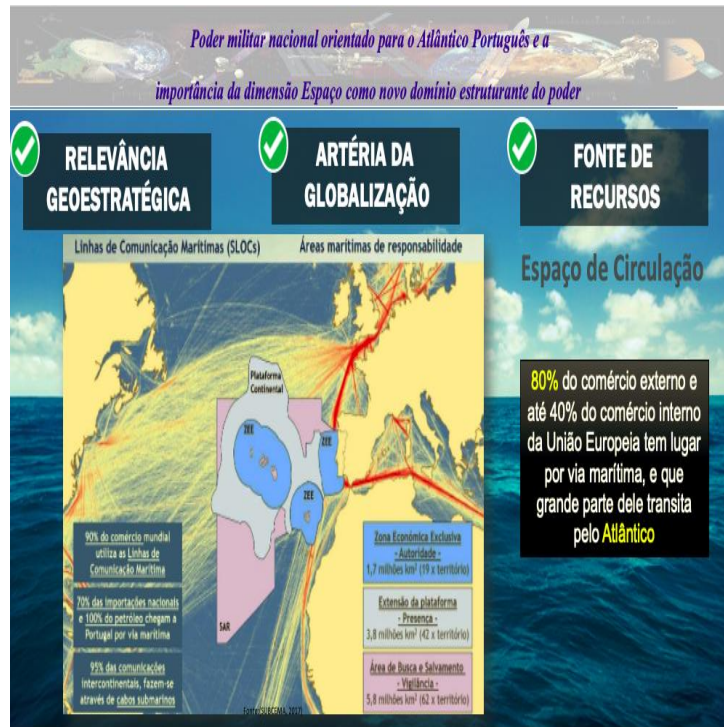 Poder militar nacional orientado para o Atlântico Português e a
importância da dimensão Espaço como novo domínio estruturante do poder
RELEVÂNCIA
GEOESTRATÉGICA
ARTÉRIA DA
GLOBALIZAÇÃO
FONTE DE
RECURSOS
Linhas de Comunicação Marítimas (SLOCs)
Áreas marítimas de responsabilidade
Plataforma
Continental
ZEE
ZEE
ZEE
SAR
90% do comércio mundial
utiliza as Linhas de
Comunicação Marítima
70% das importações nacionais
e 100% do petróleo chegam a
Portugal por via marítima
95% das comunicações
intercontinentais, fazem-se
através de cabos submarinos
Zona Económica Exclusiva
- Autoridade -
1,7 milhões km² (19 x território)
Extensão da plataforma
- Presença -
3,8 milhões km² (42 x território)
Área de Busca e Salvamento
- Vigilância -
5,8 milhões km² (62 x território)
Fonte:(SUBCEMA, 2017)
Espaço de Circulação
80% do comércio externo e
até 40% do comércio interno
da União Europeia tem lugar
por via marítima, e que
grande parte dele transita
pelo Atlântico